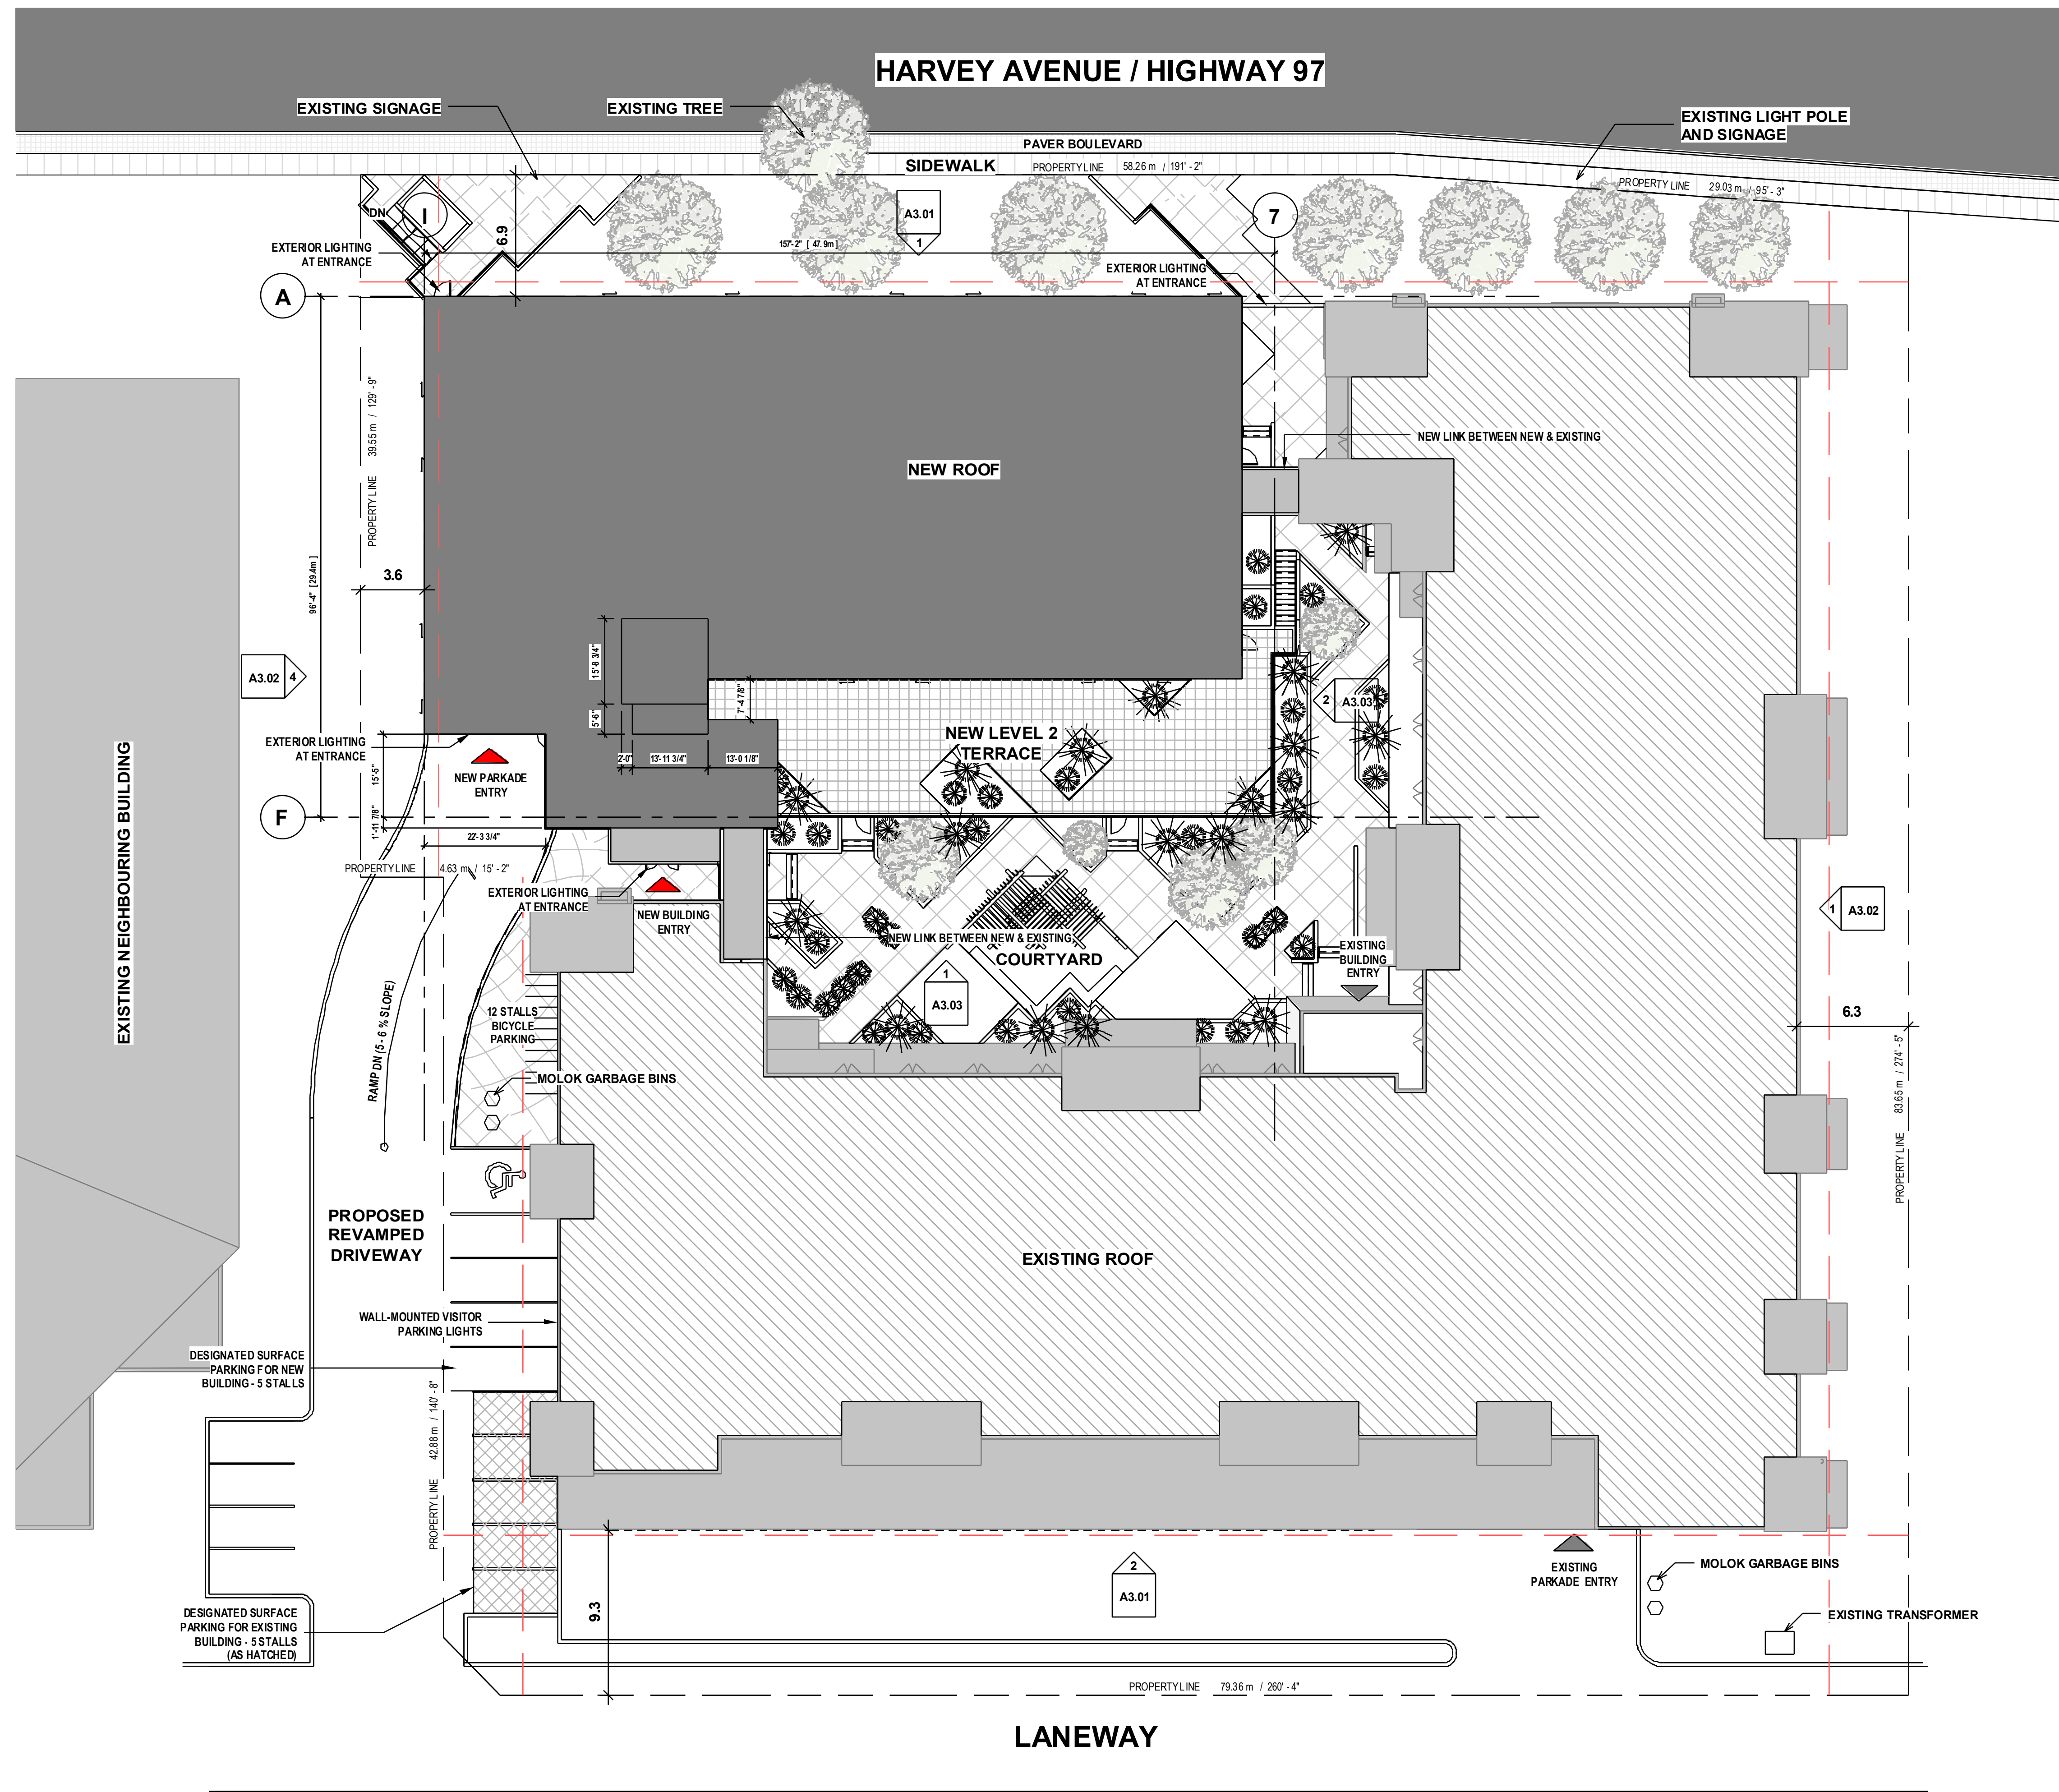 HARVEY AVENUE / HIGHWAY 97
EXISTING SIGNAGE
EXISTING TREE
EXISTING LIGHT POLE
AND SIGNAGE
PAVER BOULEVARD
SIDEWALK
PROPERTY LINE 58.26 m / 191' - 2"
PROPERTY LINE 29.03 m / 95' - 3"
DN
I
6.9
A3.01
1
7
157'-2" [ 47.9m ]
EXTERIOR LIGHTING
AT ENTRANCE
EXTERIOR LIGHTING
AT ENTRANCE
A
PROPERTY LINE 39.55 m / 129' - 9"
NEW LINK BETWEEN NEW & EXISTING
NEW ROOF
96'-4" [29.4m ]
3.6
A3.02
4
15'8 3/4"
5'-6"
7'-4 7/8"
2
A3.03
NEW LEVEL 2
TERRACE
EXTERIOR LIGHTING
AT ENTRANCE
2'-0"
13'- 11 3/4"
13'-0 1/8"
NEW PARKADE
ENTRY
15'-5"
F
1'-11 7/8"
22'- 3 3/4"
PROPERTY LINE 4.63 m / 15' - 2"
EXISTING NEIGHBOURING BUILDING
EXTERIOR LIGHTING
AT ENTRANCE
NEW BUILDING
ENTRY
NEW LINK BETWEEN NEW & EXISTING
COURTYARD
EXISTING
BUILDING
ENTRY
1
A3.02
1
A3.03
RAMP DN (5 - 6 % SLOPE)
12 STALLS
BICYCLE
PARKING
6.3
MOLOK GARBAGE BINS
PROPERTY LINE 83.65 m / 274' - 5"
PROPOSED
REVAMPED
DRIVEWAY
EXISTING ROOF
WALL-MOUNTED VISITOR
PARKING LIGHTS
DESIGNATED SURFACE
PARKING FOR NEW
BUILDING - 5 STALLS
PROPERTY LINE 42.88 m / 140' - 8"
3
2
A3.01
EXISTING
PARKADE ENTRY
MOLOK GARBAGE BINS
9.3
DESIGNATED SURFACE
PARKING FOR EXISTING
BUILDING - 5 STALLS
(AS HATCHED)
EXISTING TRANSFORMER
PROPERTY LINE 79.36 m / 260' - 4"
LANEWAY